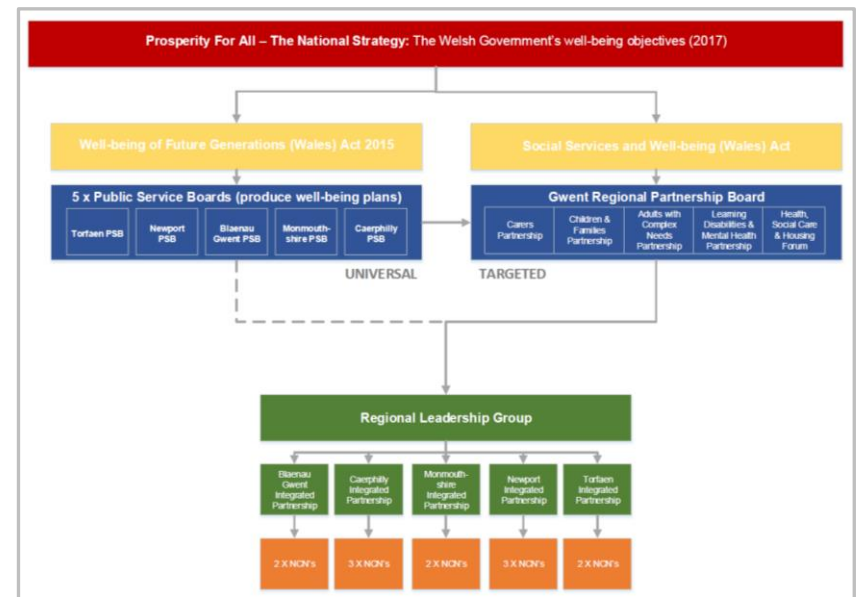 Prosperity For All – The National Strategy: The Welsh Government's well-being objectives (2017)
Well-being of Future Generations (Wales) Act 2015
Social Services and Well-being (Wales) Act
5 x Public Service Boards (produce well-being plans)
Torfaen PSB
Newport
PSB
Blaenau
Gwent PSB
Monmouth-
shire PSB
Caerphilly
PSB
Gwent Regional Partnership Board
Carers
Partnership
Children &
Families
Partnership
Adults with
Complex
Needs
Partnership
Learning
Disabilities &
Mental Health
Partnership
Health,
Social Care
& Housing
Forum
UNIVERSAL
TARGETED
Regional Leadership Group
Blaenau
Gwent
Integrated
Partnership
Caerphilly
Integrated
Partnership
Monmouth-
shire
Integrated
Partnership
Newport
Integrated
Partnership
Torfaen
Integrated
Partnership
2 X NCN's
3 X NCN's
2 X NCN's
3 X NCN's
2 X NCN's